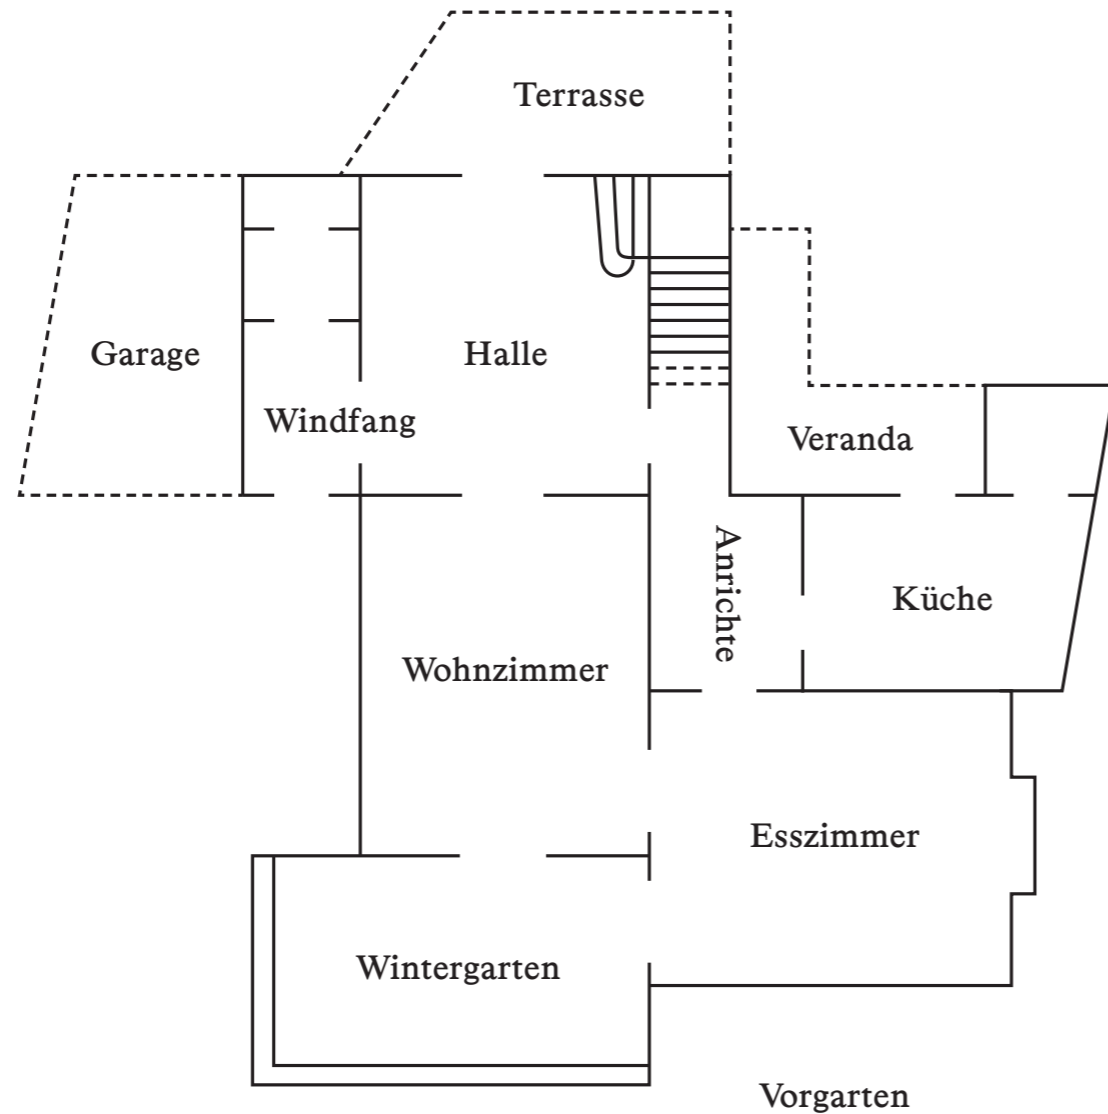 Terrasse
Garage
Halle
Windfang
Veranda
Anrichte
Küche
Wohnzimmer
Esszimmer
Wintergarten
Vorgarten